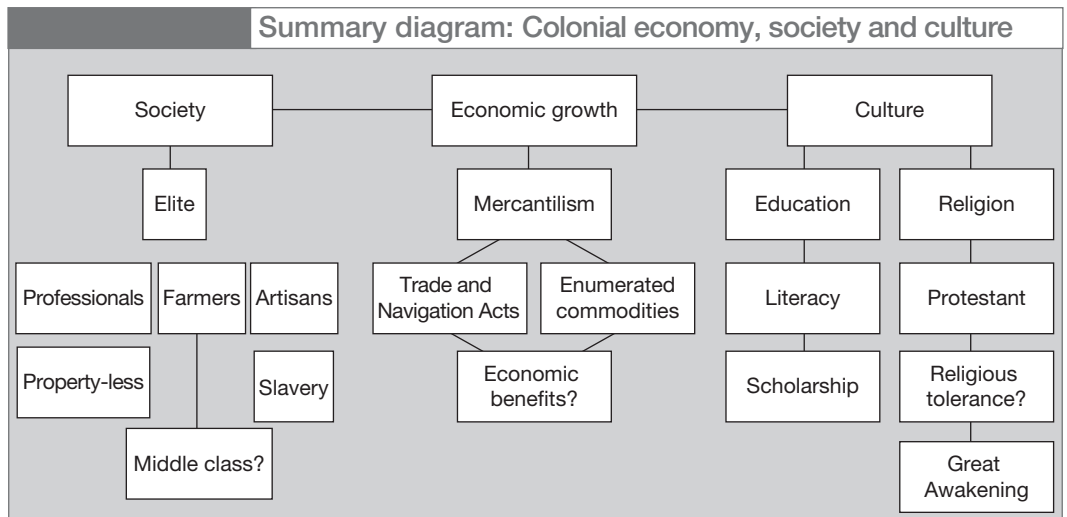 Summary diagram: Colonial economy, society and culture
Society
Economic growth
Culture
Elite
Mercantilism
Education
Religion
Professionals
Farmers
Artisans
Trade and
Navigation Acts
Enumerated
commodities
Literacy
Protestant
Property-less
Slavery
Economic
benefits?
Scholarship
Religious
tolerance?
Middle class?
Great
Awakening